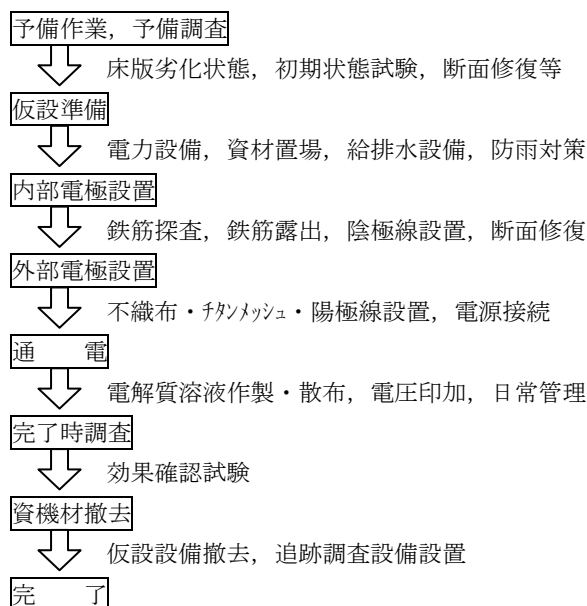 予備作業，予備調査
床版劣化状態，初期状態試験，断面修復等
仮設準備
電力設備，資材置場，給排水設備，防雨対策
内部電極設置
鉄筋探査，鉄筋露出，陰極線設置，断面修復
外部電極設置
不織布・ﾁﾀﾝﾒｯｼｭ・陽極線設置，電源接続
通　　電
電解質溶液作製・散布，電圧印加，日常管理
完了時調査
効果確認試験
資機材撤去
仮設設備撤去，追跡調査設備設置
完　　了